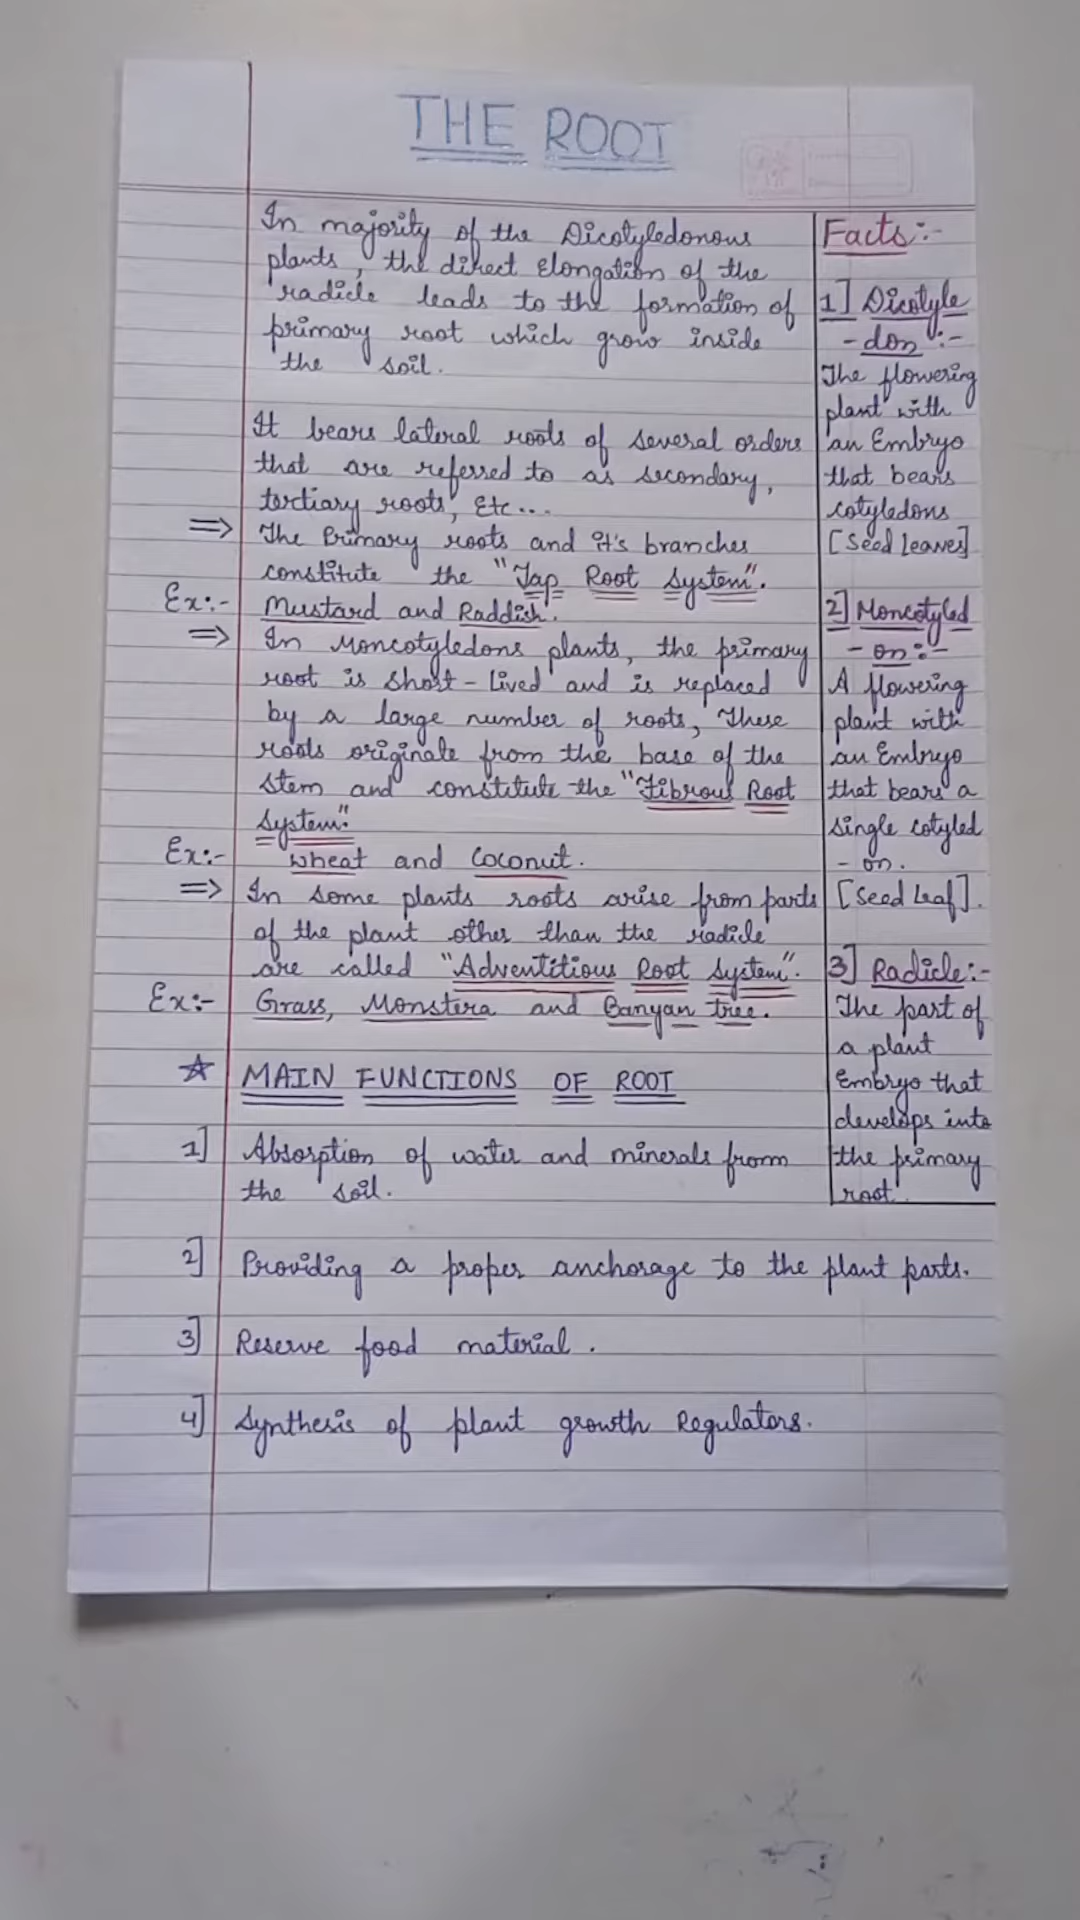 THE ROOT
In majority of the Dicotyledonous
plants, the direct Elongation of the
radicle leads to the formation of
primary root which grow inside
the soil.
It bears lateral roots of several orders
that are referred to as secondary,
tertiary roots, Etc...
⇒ The Primary roots and it's branches
constitute the "Tap Root System".
Ex:- Mustard and Raddish.
⇒ In Moncotyledons plants, the primary
root is short-lived and is replaced
by a large number of roots, These
roots originate from the base of the
stem and constitute the "Fibrous Root
System".
Ex:- wheat and Coconut.
⇒ In some plants roots arise from parts
of the plant other than the radicle
are called "Adventitious Root System".
Ex:- Grass, Monstera and Banyan tree.
☆ MAIN FUNCTIONS OF ROOT
1] Absorption of water and minerals fromm
the soil.
2] Providing a proper anchorage to the plant parts.
3] Reserve food material.
4] Synthesis of plant growth Regulators.
Facts:-
1] Dicotyle
-don:-
The flowering
plant with
an Embryo
that bears
cotyledons
[Seed Leaves]
2] Moncotyled
-on:-
A flowering
plant with
an Embryo
that bears a
single cotyled
-on.
[Seed Leaf].
3] Radicle:-
The part of
a plant
Embryo that
develops into
the primary
root.